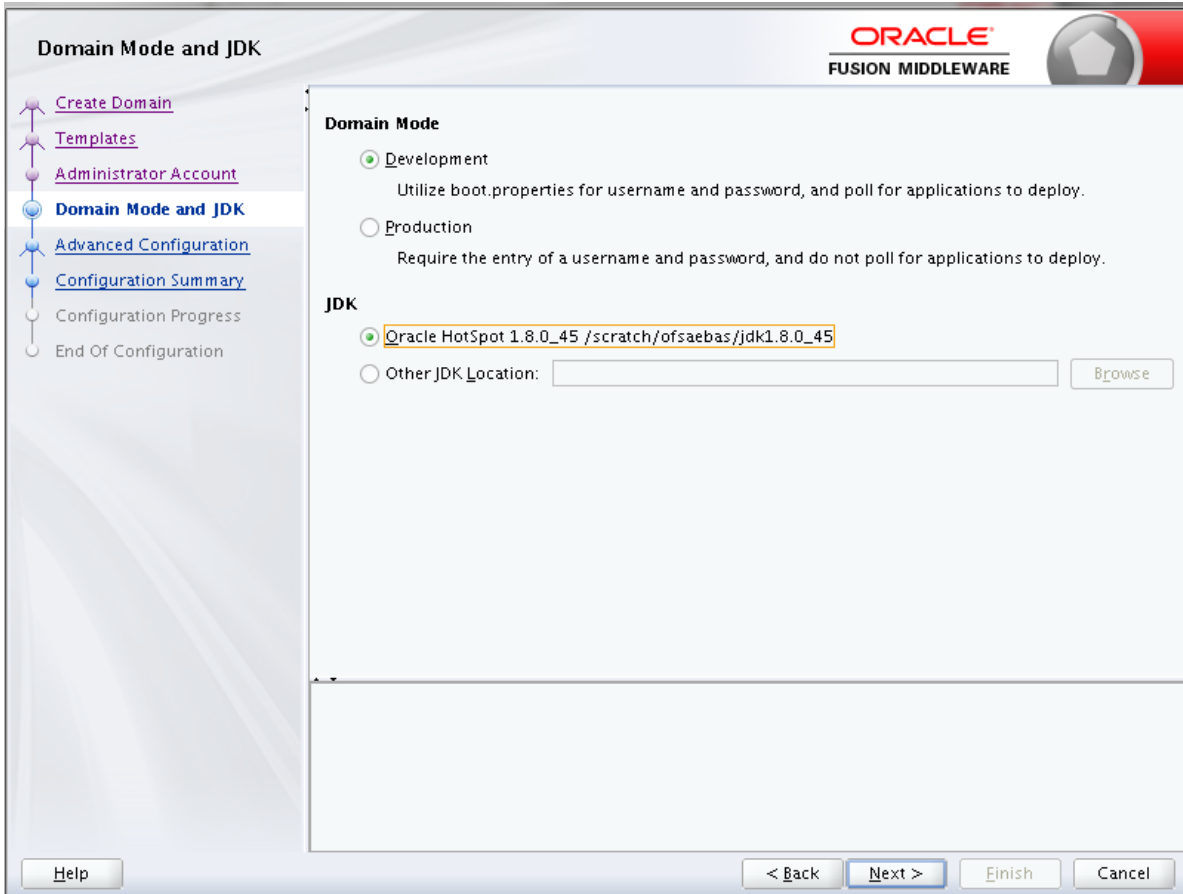 Domain Mode and JDK
ORACLE
FUSION MIDDLEWARE
Create Domain
Templates
Administrator Account
Domain Mode and JDK
Advanced Configuration
Configuration Summary
Configuration Progress
End Of Configuration
Domain Mode
Development
Utilize boot.properties for username and password, and poll for applications to deploy.
Production
Require the entry of a username and password, and do not poll for applications to deploy.
JDK
Oracle HotSpot 1.8.0_45 /scratch/ofsaebas/jdk1.8.0_45
Other JDK Location:
Browse
Help
< Back
Next >
Finish
Cancel